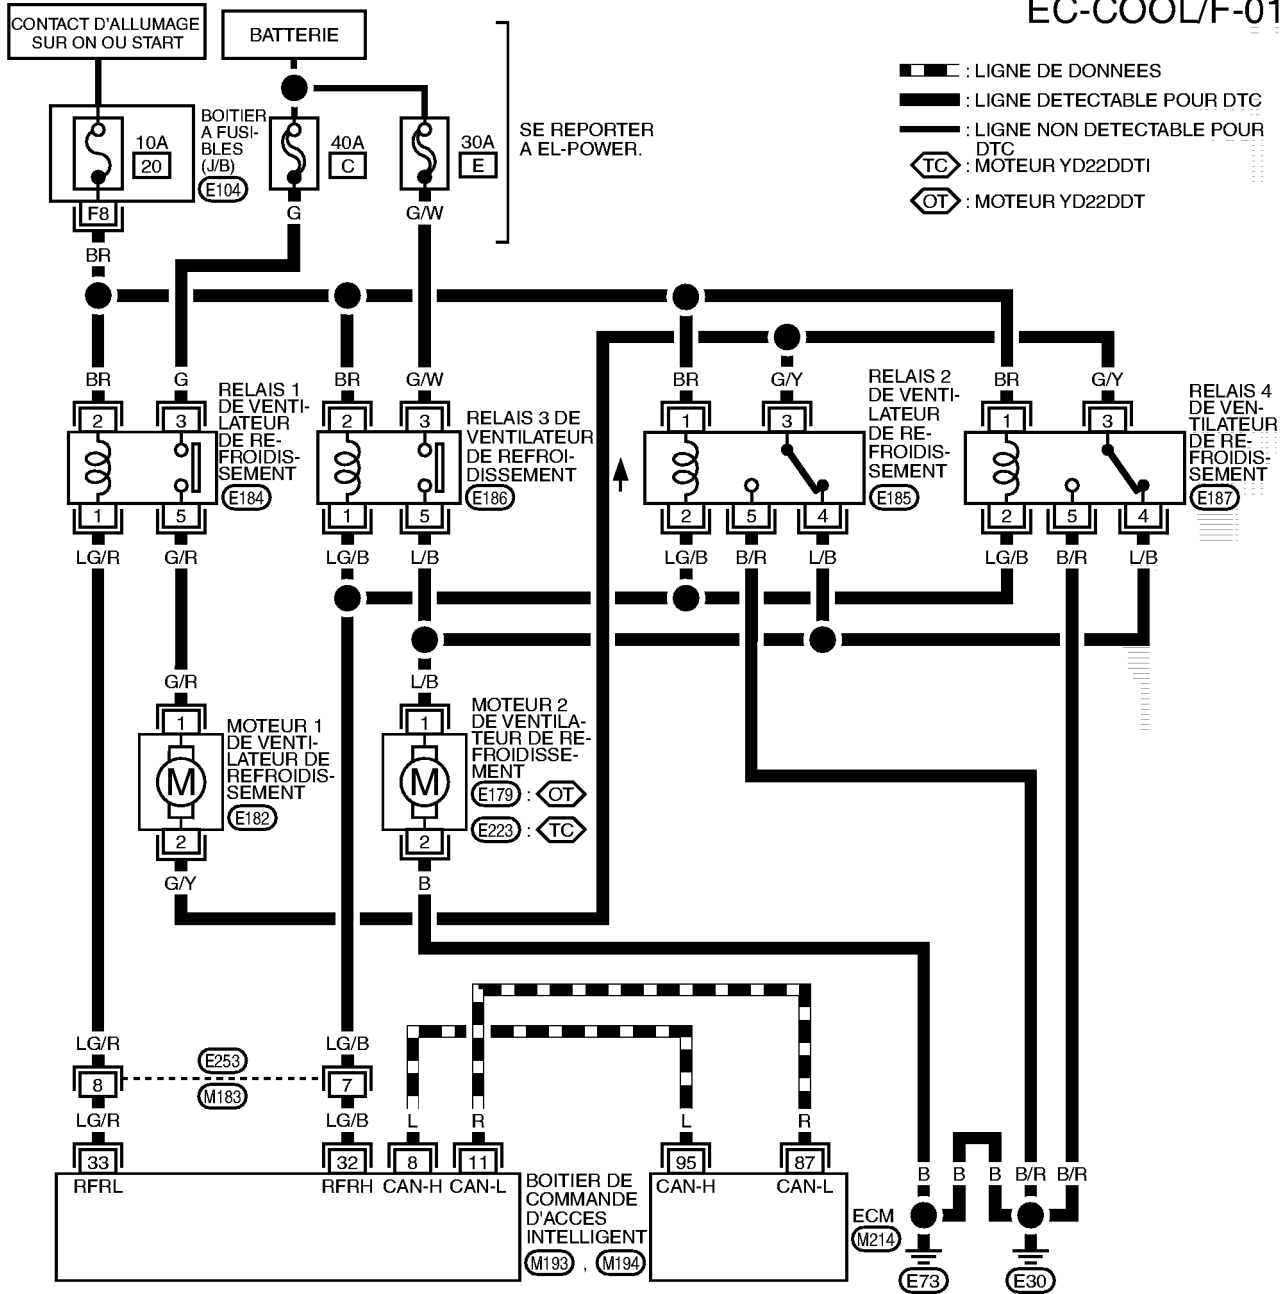 EC-COOL/F-01
CONTACT D'ALLUMAGE
SUR ON OU START
BATTERIE
: LIGNE DE DONNEES
: LIGNE DETECTABLE POUR DTC
: LIGNE NON DETECTABLE POUR
DTC
TC : MOTEUR YD22DDTI
OT : MOTEUR YD22DDT
10A
20
BOITIER
A FUSI-
BLES
(J/B)
E104
40A
C
30A
E
SE REPORTER
A EL-POWER.
F8
G
G/W
BR
BR
G
BR
G/W
BR
G/Y
BR
G/Y
2
3
2
3
1
3
1
3
RELAIS 1
DE VENTI-
LATEUR
DE RE-
FROIDIS-
SEMENT
E184
RELAIS 3 DE
VENTILATEUR
DE REFROI-
DISSEMENT
E186
RELAIS 2
DE VENTI-
LATEUR
DE RE-
FROIDIS-
SEMENT
E185
RELAIS 4
DE VEN-
TILATEUR
DE RE-
FROIDIS-
SEMENT
E187
1
5
1
5
2
5
4
2
5
4
LG/R
G/R
LG/B
L/B
LG/B
B/R
L/B
LG/B
B/R
L/B
G/R
L/B
1
1
M
M
2
2
MOTEUR 1
DE VENTI-
LATEUR DE
REFROIDIS-
SEMENT
E182
MOTEUR 2
DE VENTILA-
TEUR DE RE-
FROIDISSE-
MENT
E179 : OT
E223 : TC
G/Y
B
LG/R
LG/B
8
E253
M183
7
LG/R
LG/B
L
R
L
R
33
32
8
11
95
87
RFRL
RFRH
CAN-H
CAN-L
CAN-H
CAN-L
BOITIER DE
COMMANDE
D'ACCES
INTELLIGENT
M193 , M194
ECM
M214
B
B
B
B/R
B/R
E73
E30